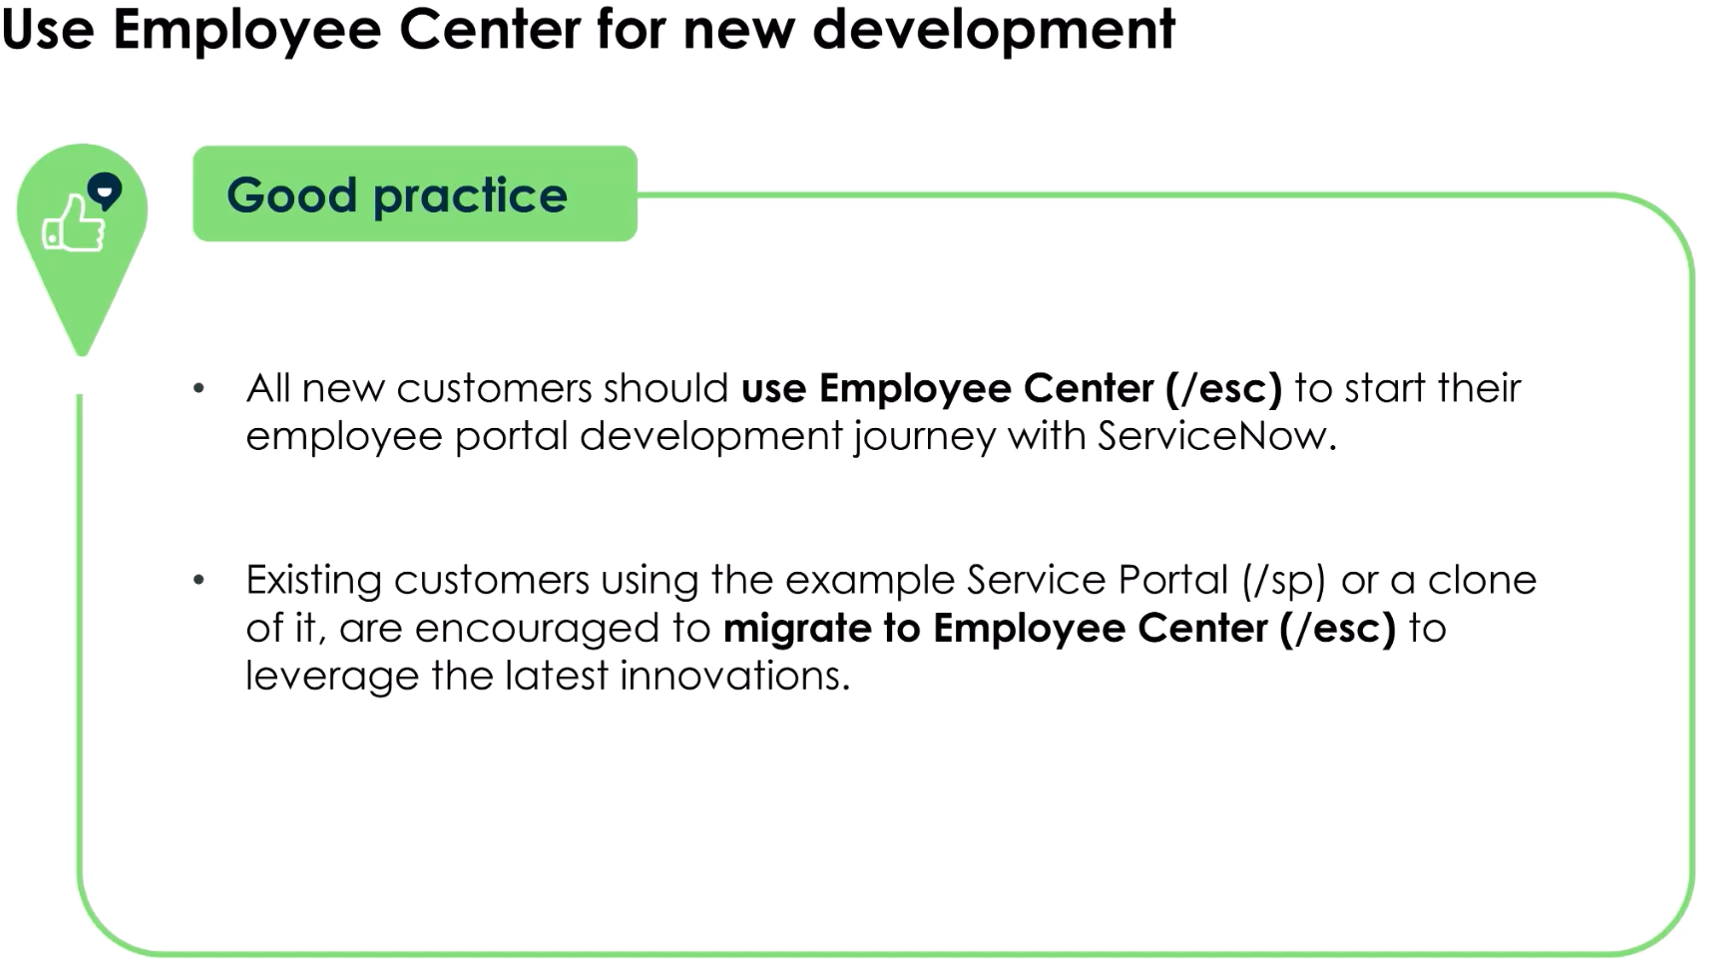 Use Employee Center for new development
Good practice
• All new customers should use Employee Center (/esc) to start their
employee portal development journey with ServiceNow.
• Existing customers using the example Service Portal (/sp) or a clone
of it, are encouraged to migrate to Employee Center (/esc) to
leverage the latest innovations.